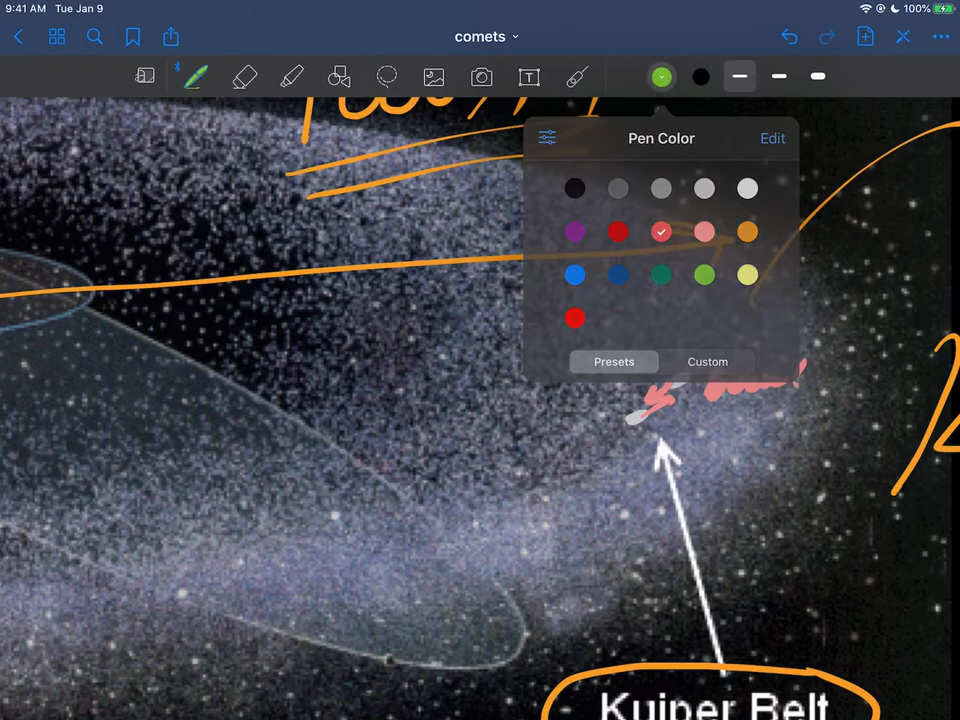 9:41 AM Tue Jan 9
100%
comets
T
Pen Color
Edit
Presets
Custom
Kuiper Belt